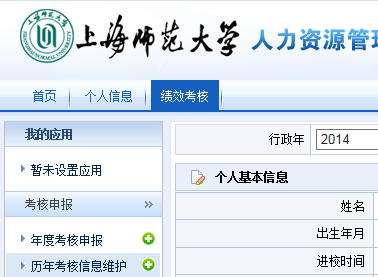 上海师范大学 人力资源管理
SHANGHAI NORMAL UNIVERSITY
首页 个人信息 绩效考核
我的应用
暂未设置应用
考核申报 >>
年度考核申报
历年考核信息维护
行政年 2014
个人基本信息
姓名
出生年月
进校时间